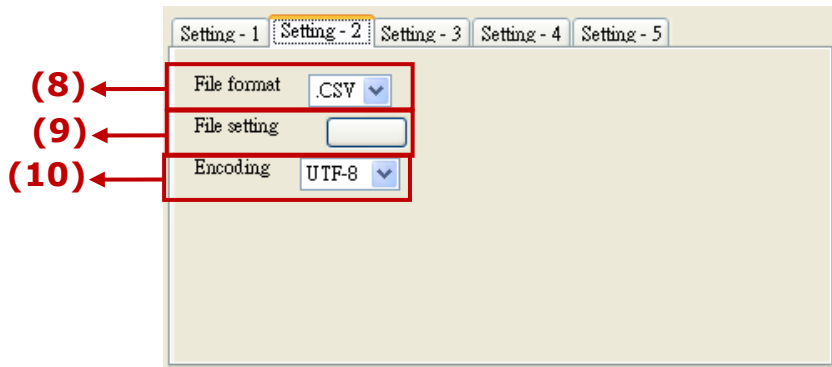 Setting - 1 Setting - 2 Setting - 3 Setting - 4 Setting - 5
(8) File format .CSV
(9) File setting
(10) Encoding UTF-8